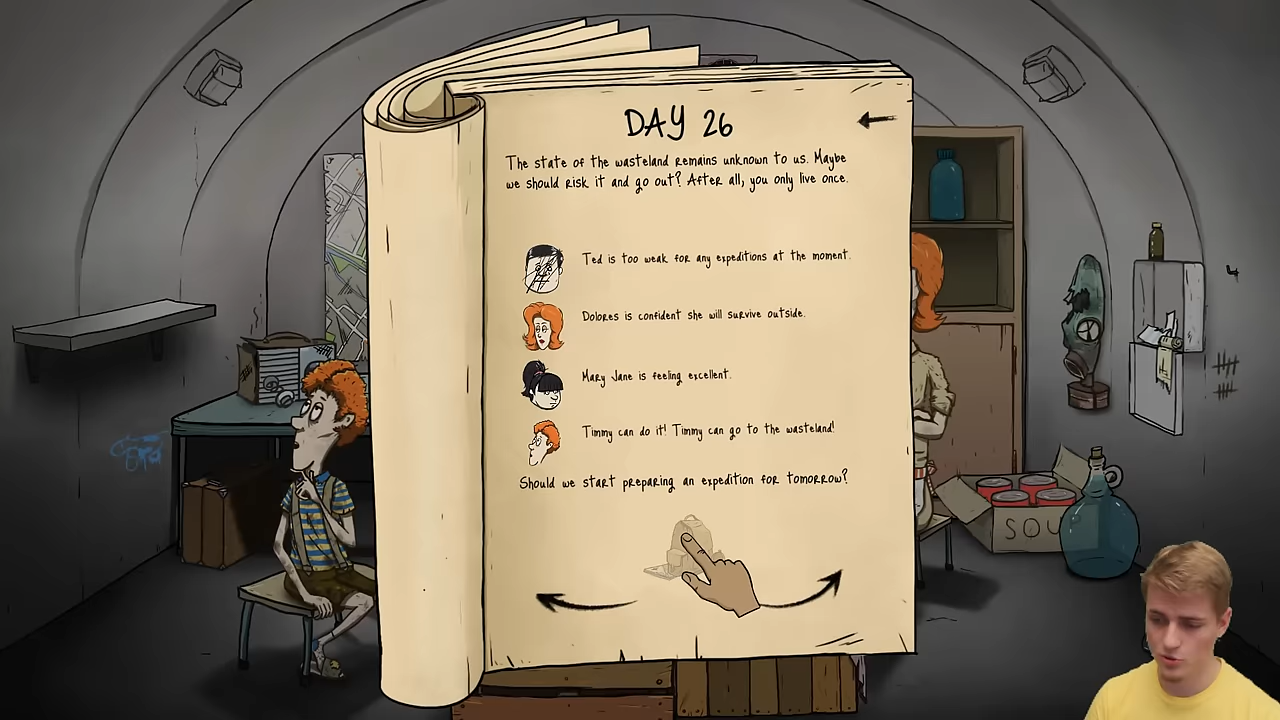 DAY 26
The state of the wasteland remains unknown to us. Maybe
we should risk it and go out? After all, you only live once.
Ted is too weak for any expeditions at the moment.
Dolores is confident she will survive outside.
Mary Jane is feeling excellent.
Timmy can do it! Timmy can go to the wasteland!
Should we start preparing an expedition for tomorrow?
SOU